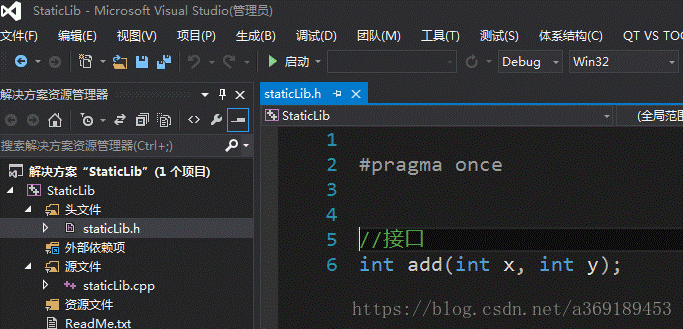 StaticLib - Microsoft Visual Studio(管理员)
文件(F) 编辑(E) 视图(V) 项目(P) 生成(B) 调试(D) 团队(M) 工具(T) 测试(S) 体系结构(C) QT VS TOO
启动 Debug Win32
解决方案资源管理器
staticLib.h
StaticLib
(全局范围
搜索解决方案资源管理器(Ctrl+;)
解决方案 “StaticLib” (1 个项目)
StaticLib
头文件
staticLib.h
外部依赖项
源文件
staticLib.cpp
资源文件
ReadMe.txt
1
2 #pragma once
3
4
5 //接口
6 int add(int x, int y);
https://blog.csdn.net/a369189453